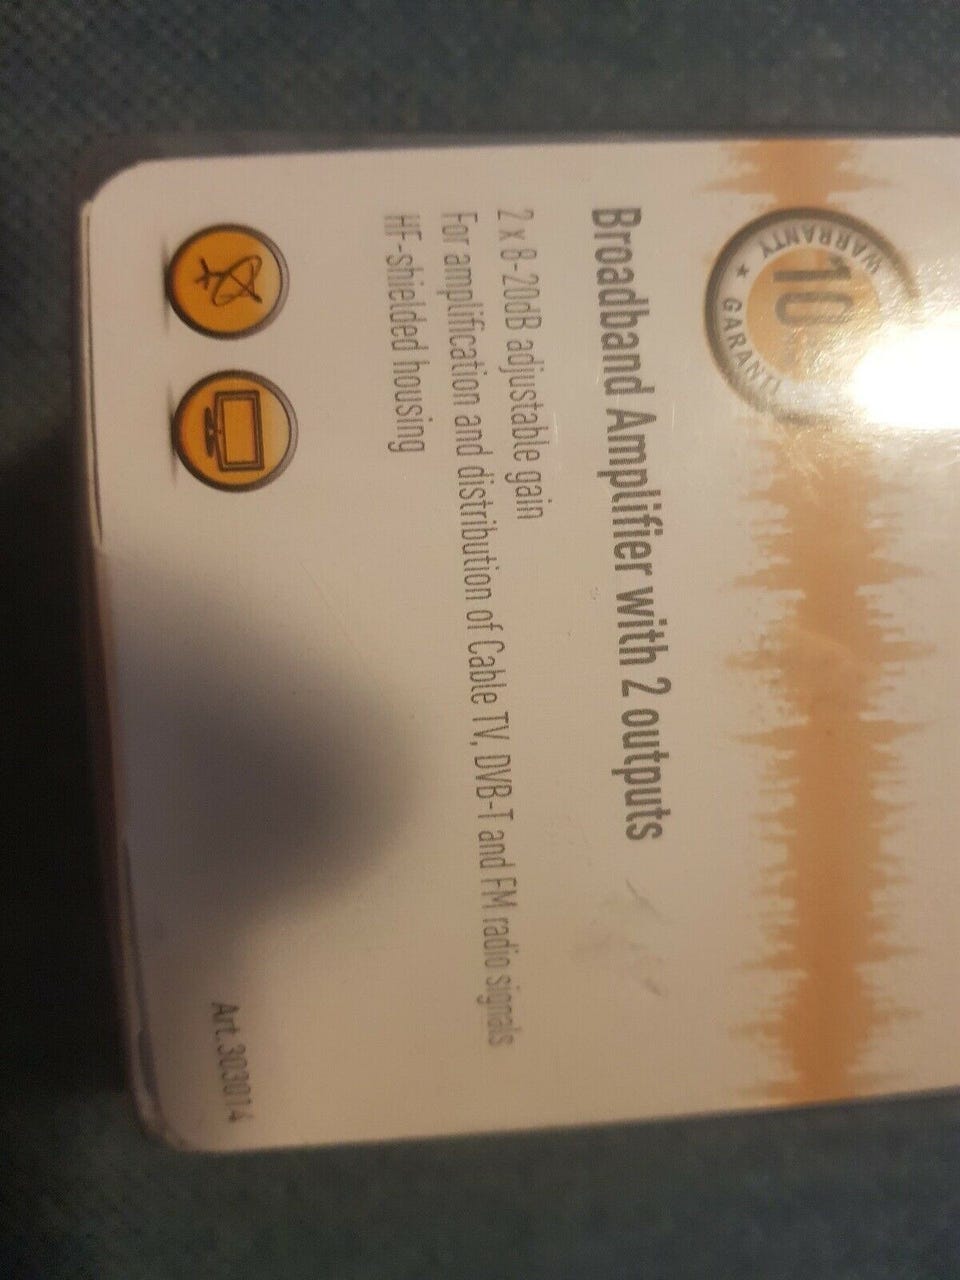 WARRANTY
10
GARANTI
Broadband Amplifier with 2 outputs
2 x 8-20dB adjustable gain
For amplification and distribution of Cable TV, DVB-T and FM radio signals
HF-shielded housing
Art.303014